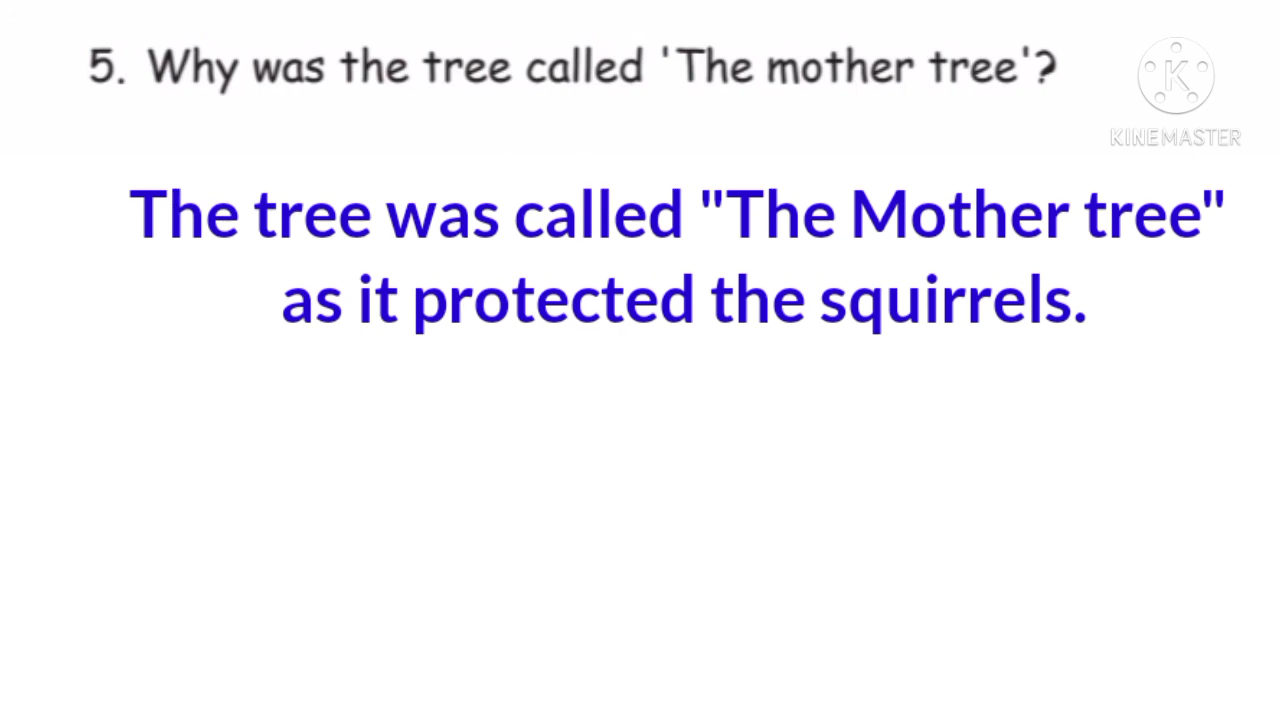 5. Why was the tree called 'The mother tree'?
KINEMASTER
The tree was called "The Mother tree"
as it protected the squirrels.